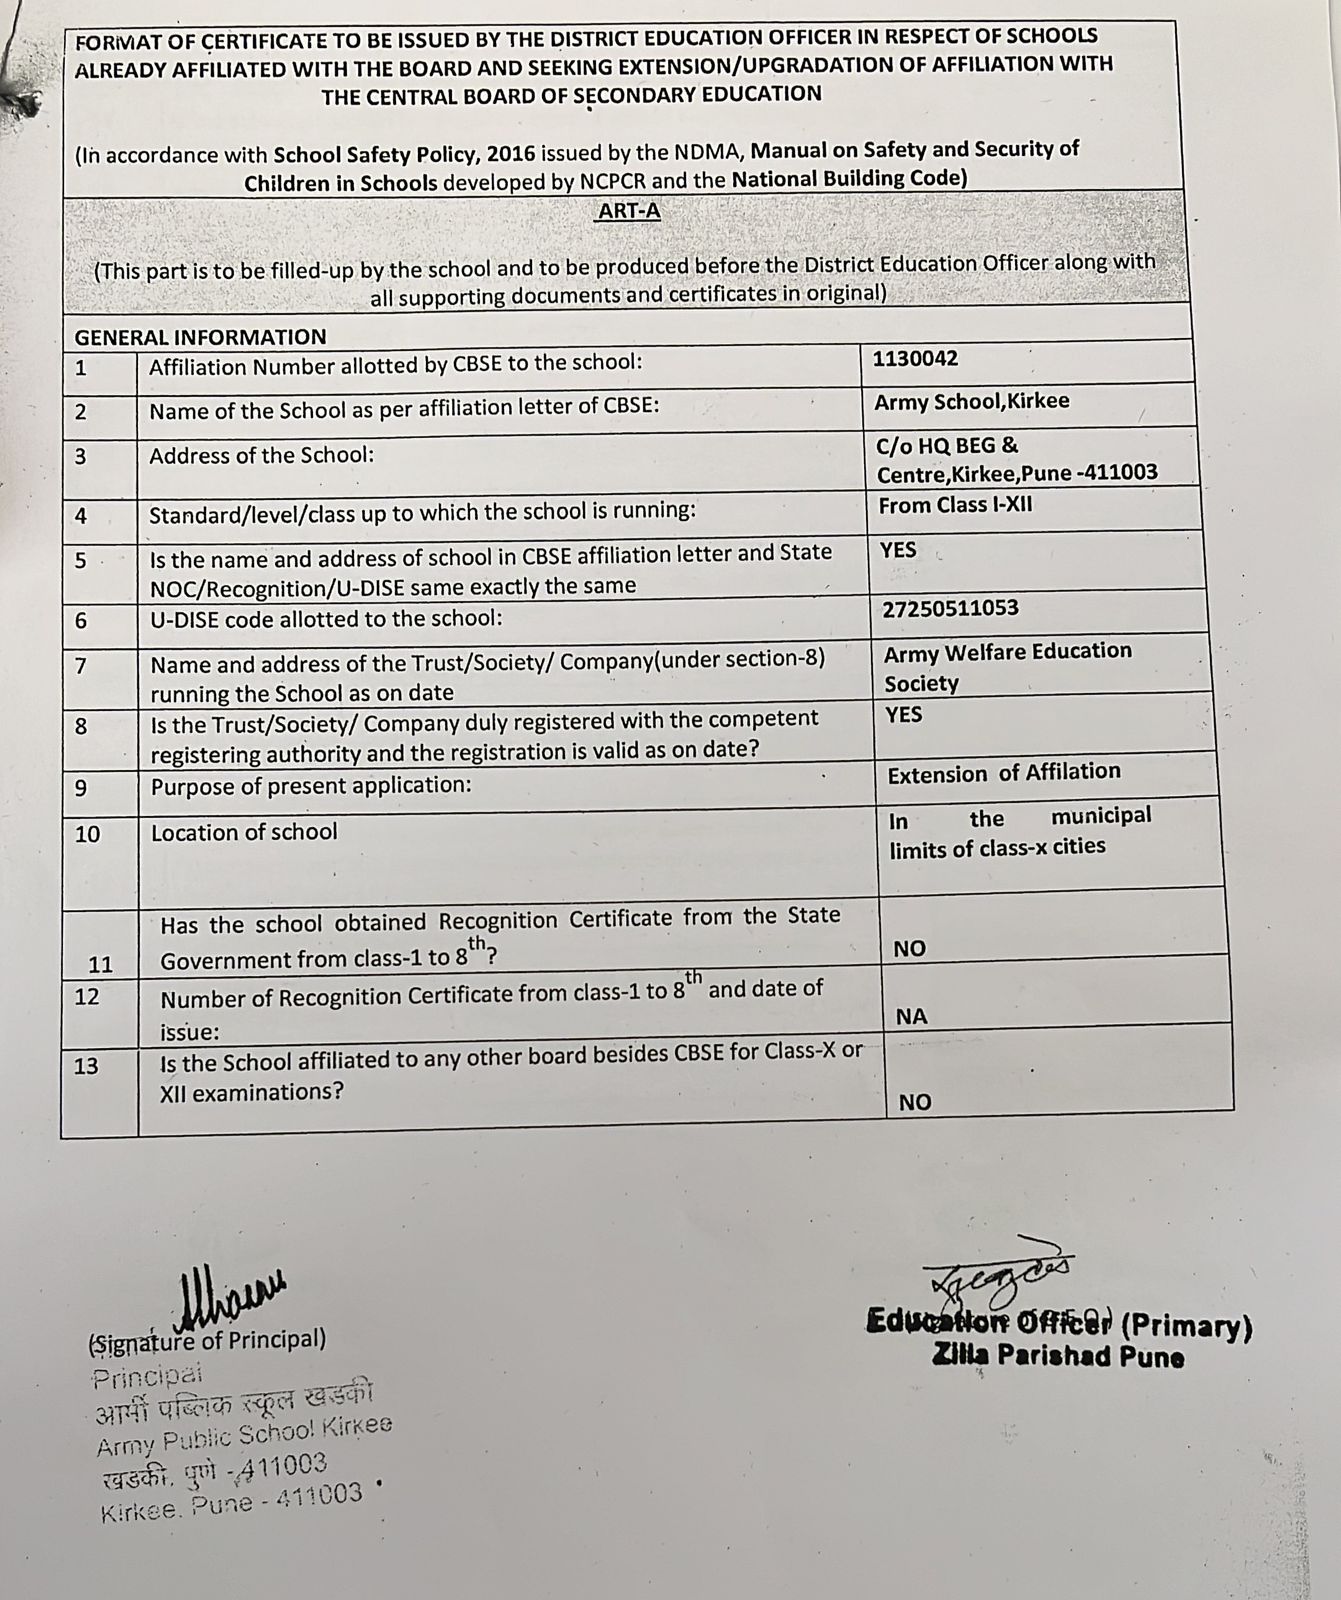 FORMAT OF CERTIFICATE TO BE ISSUED BY THE DISTRICT EDUCATION OFFICER IN RESPECT OF SCHOOLS
ALREADY AFFILIATED WITH THE BOARD AND SEEKING EXTENSION/UPGRADATION OF AFFILIATION WITH
THE CENTRAL BOARD OF SECONDARY EDUCATION
(In accordance with School Safety Policy, 2016 issued by the NDMA, Manual on Safety and Security of
Children in Schools developed by NCPCR and the National Building Code)
ART-A
(This part is to be filled-up by the school and to be produced before the District Education Officer along with
all supporting documents and certificates in original)
GENERAL INFORMATION
1 Affiliation Number allotted by CBSE to the school: 1130042
2 Name of the School as per affiliation letter of CBSE: Army School,Kirkee
3 Address of the School: C/o HQ BEG &
Centre,Kirkee,Pune -411003
4 Standard/level/class up to which the school is running: From Class I-XII
5 Is the name and address of school in CBSE affiliation letter and State YES
NOC/Recognition/U-DISE same exactly the same
6 U-DISE code allotted to the school: 27250511053
7 Name and address of the Trust/Society/ Company(under section-8) Army Welfare Education
running the School as on date Society
8 Is the Trust/Society/ Company duly registered with the competent YES
registering authority and the registration is valid as on date?
9 Purpose of present application: Extension of Affilation
10 Location of school In the municipal
limits of class-x cities
Has the school obtained Recognition Certificate from the State
11 Government from class-1 to 8th? NO
12 Number of Recognition Certificate from class-1 to 8th and date of
issue: NA
13 Is the School affiliated to any other board besides CBSE for Class-X or
XII examinations? NO
(Signature of Principal)
Principal
आर्मी पब्लिक स्कूल खडकी
Army Public School Kirkee
खडकी, पुणे - 411003
Kirkee. Pune - 411003
Education Officer (Primary)
Zilla Parishad Pune